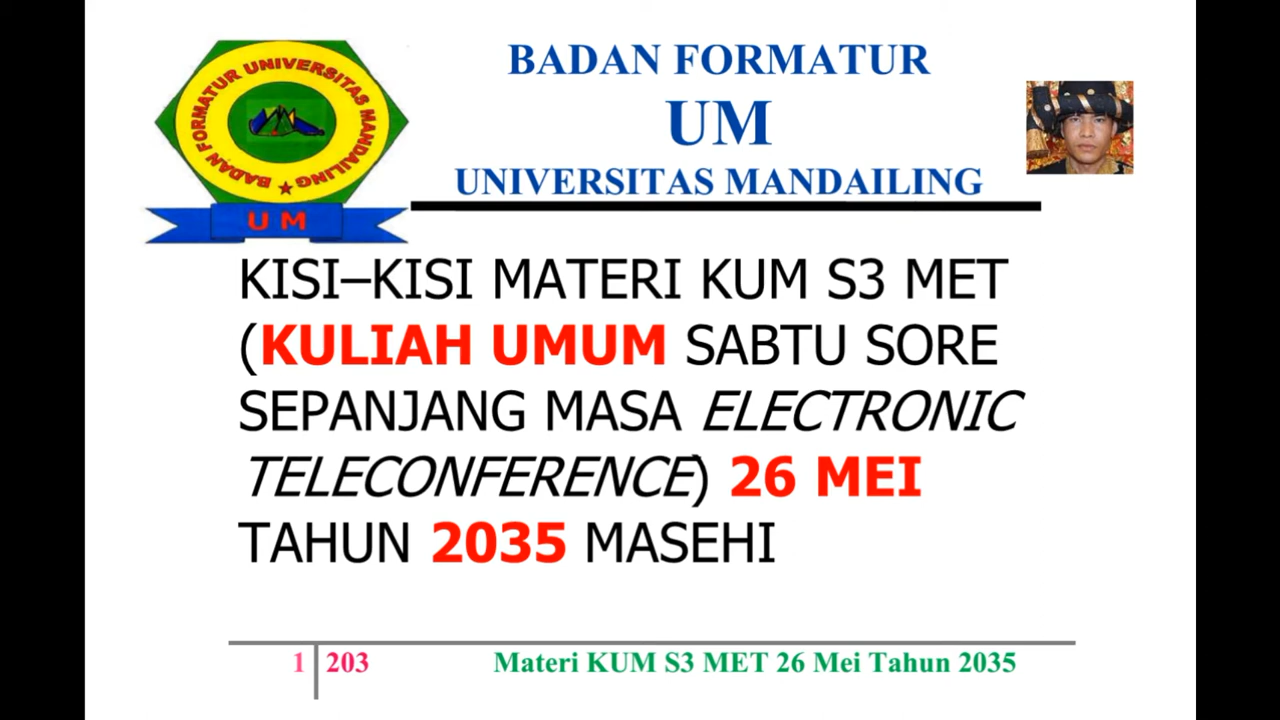 BADAN FORMATUR UNIVERSITAS MANDAILING
U M
BADAN FORMATUR
UM
UNIVERSITAS MANDAILING
KISI–KISI MATERI KUM S3 MET
(KULIAH UMUM SABTU SORE
SEPANJANG MASA ELECTRONIC
TELECONFERENCE) 26 MEI
TAHUN 2035 MASEHI
1 203
Materi KUM S3 MET 26 Mei Tahun 2035